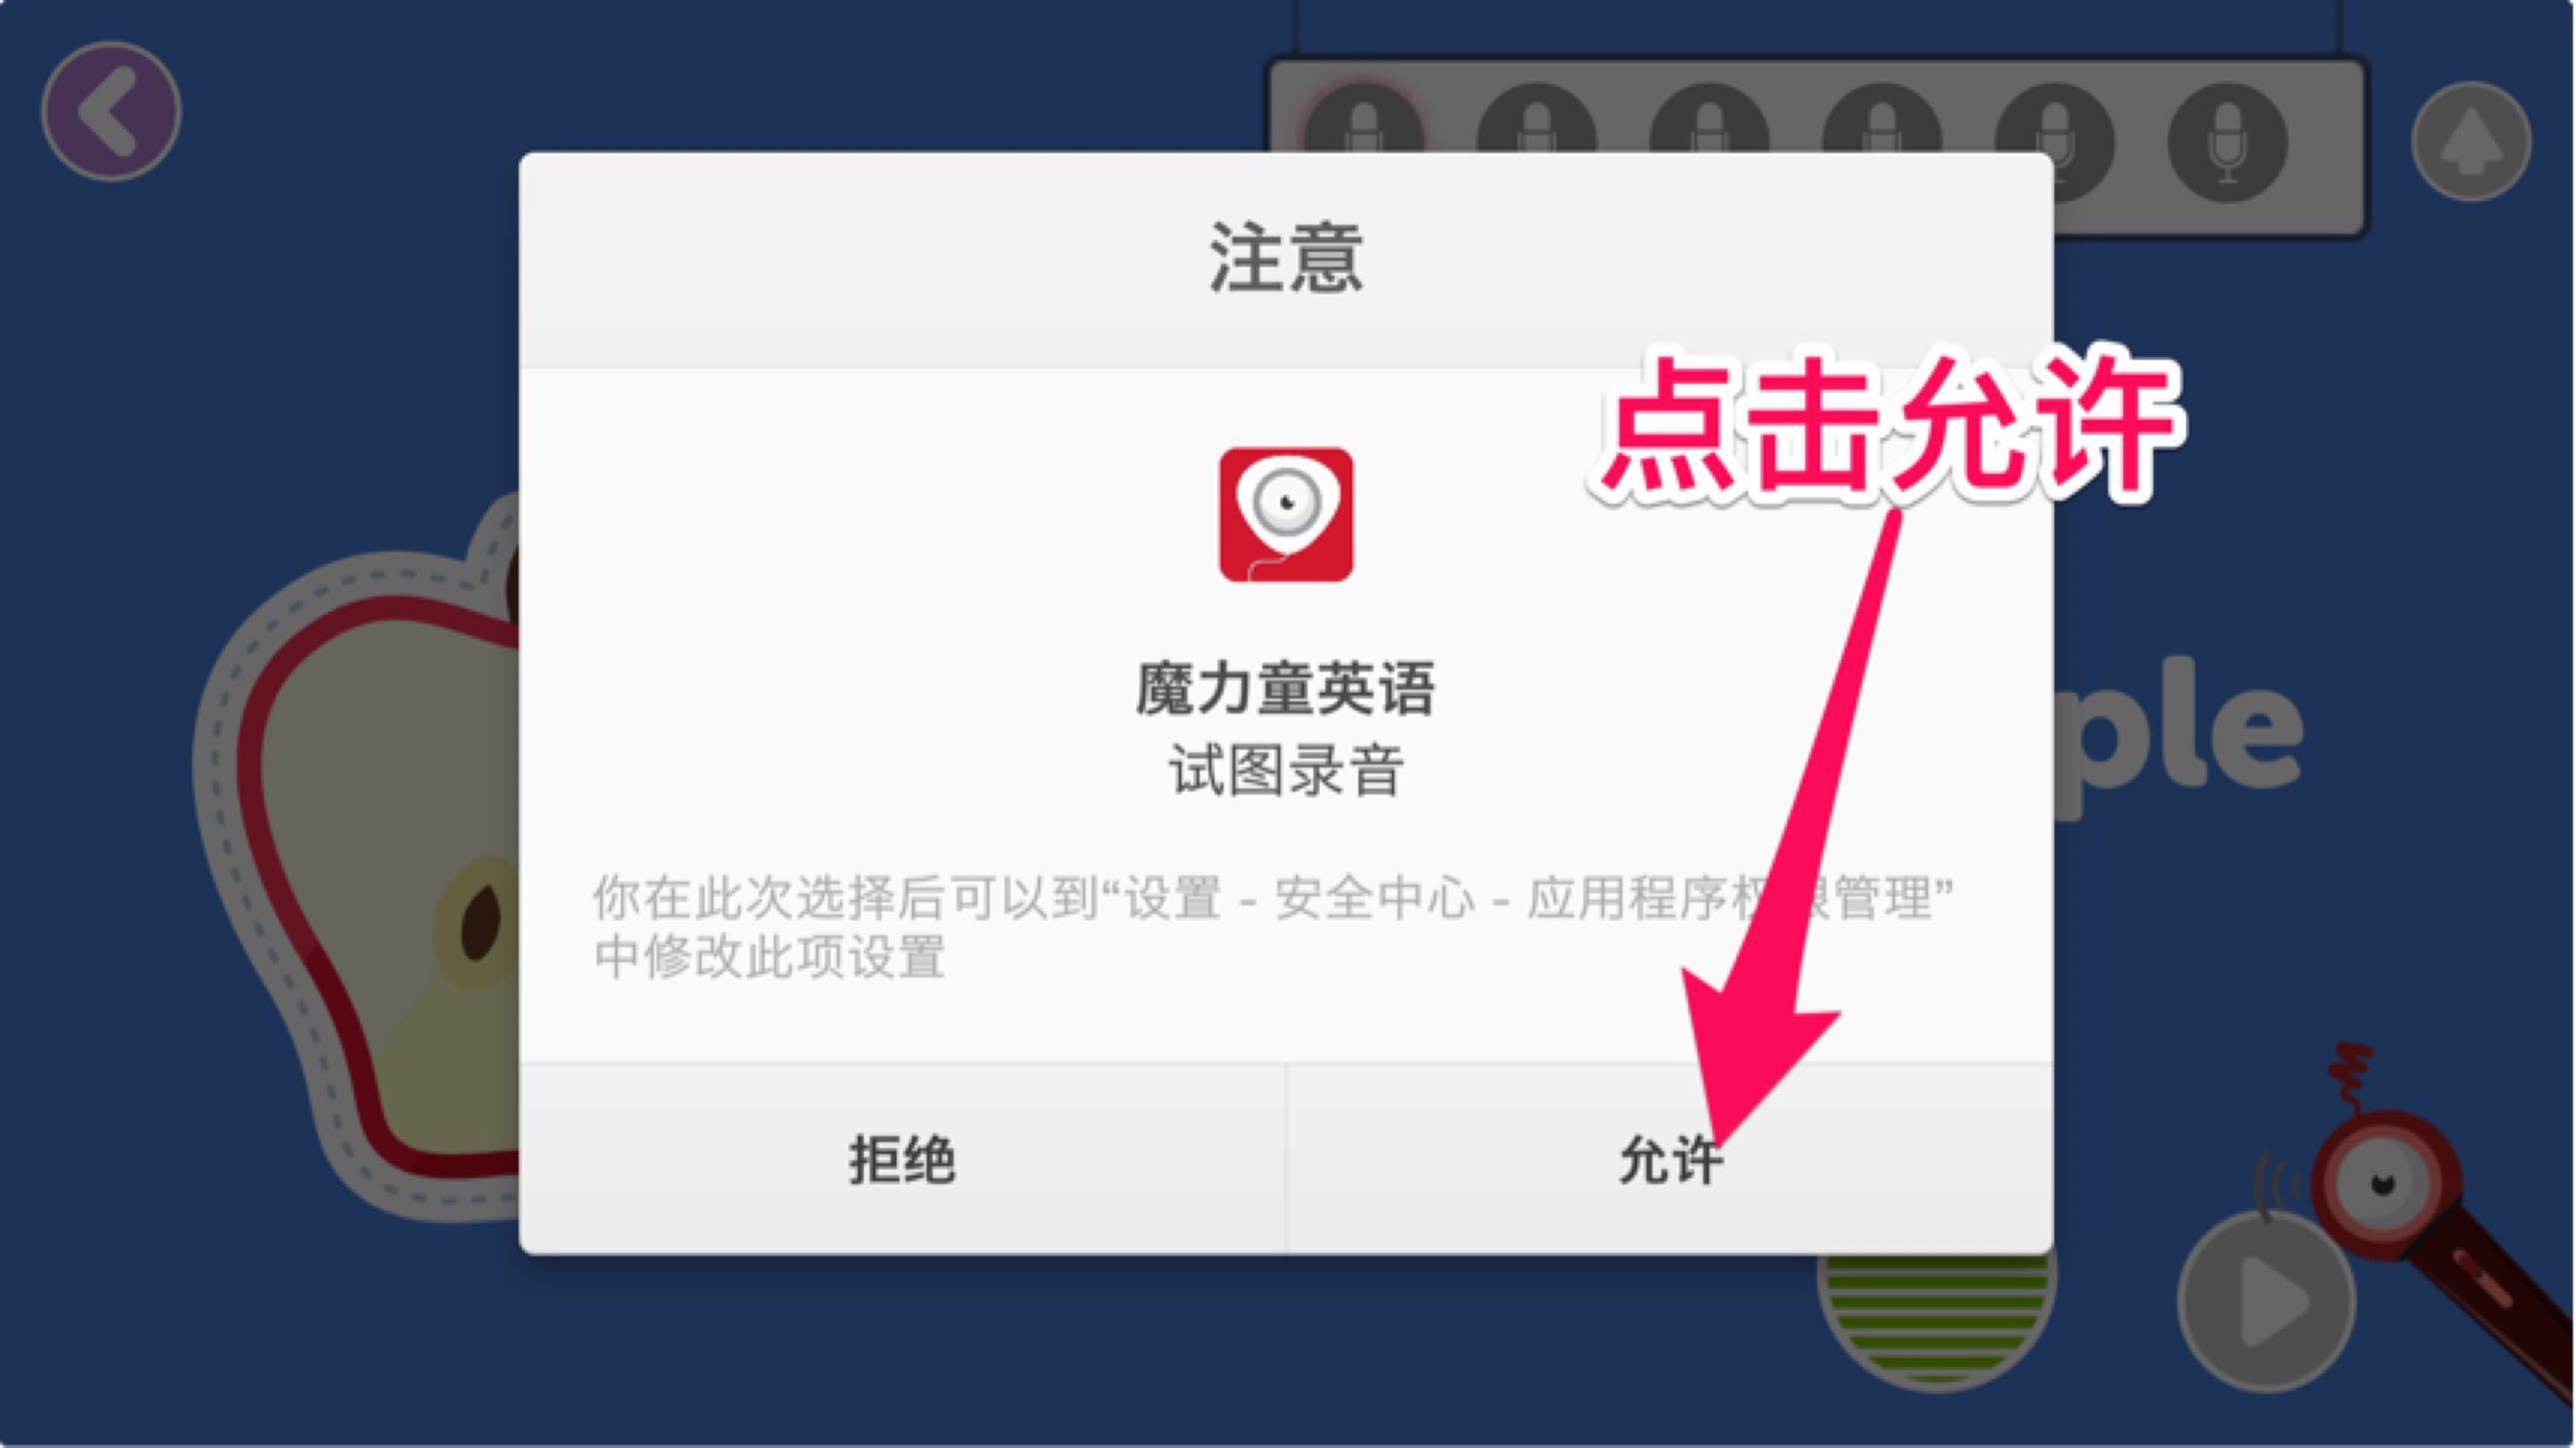 注意
点击允许
魔力童英语
试图录音
ple
你在此次选择后可以到“设置 - 安全中心 - 应用程序权限管理”
中修改此项设置
拒绝
允许